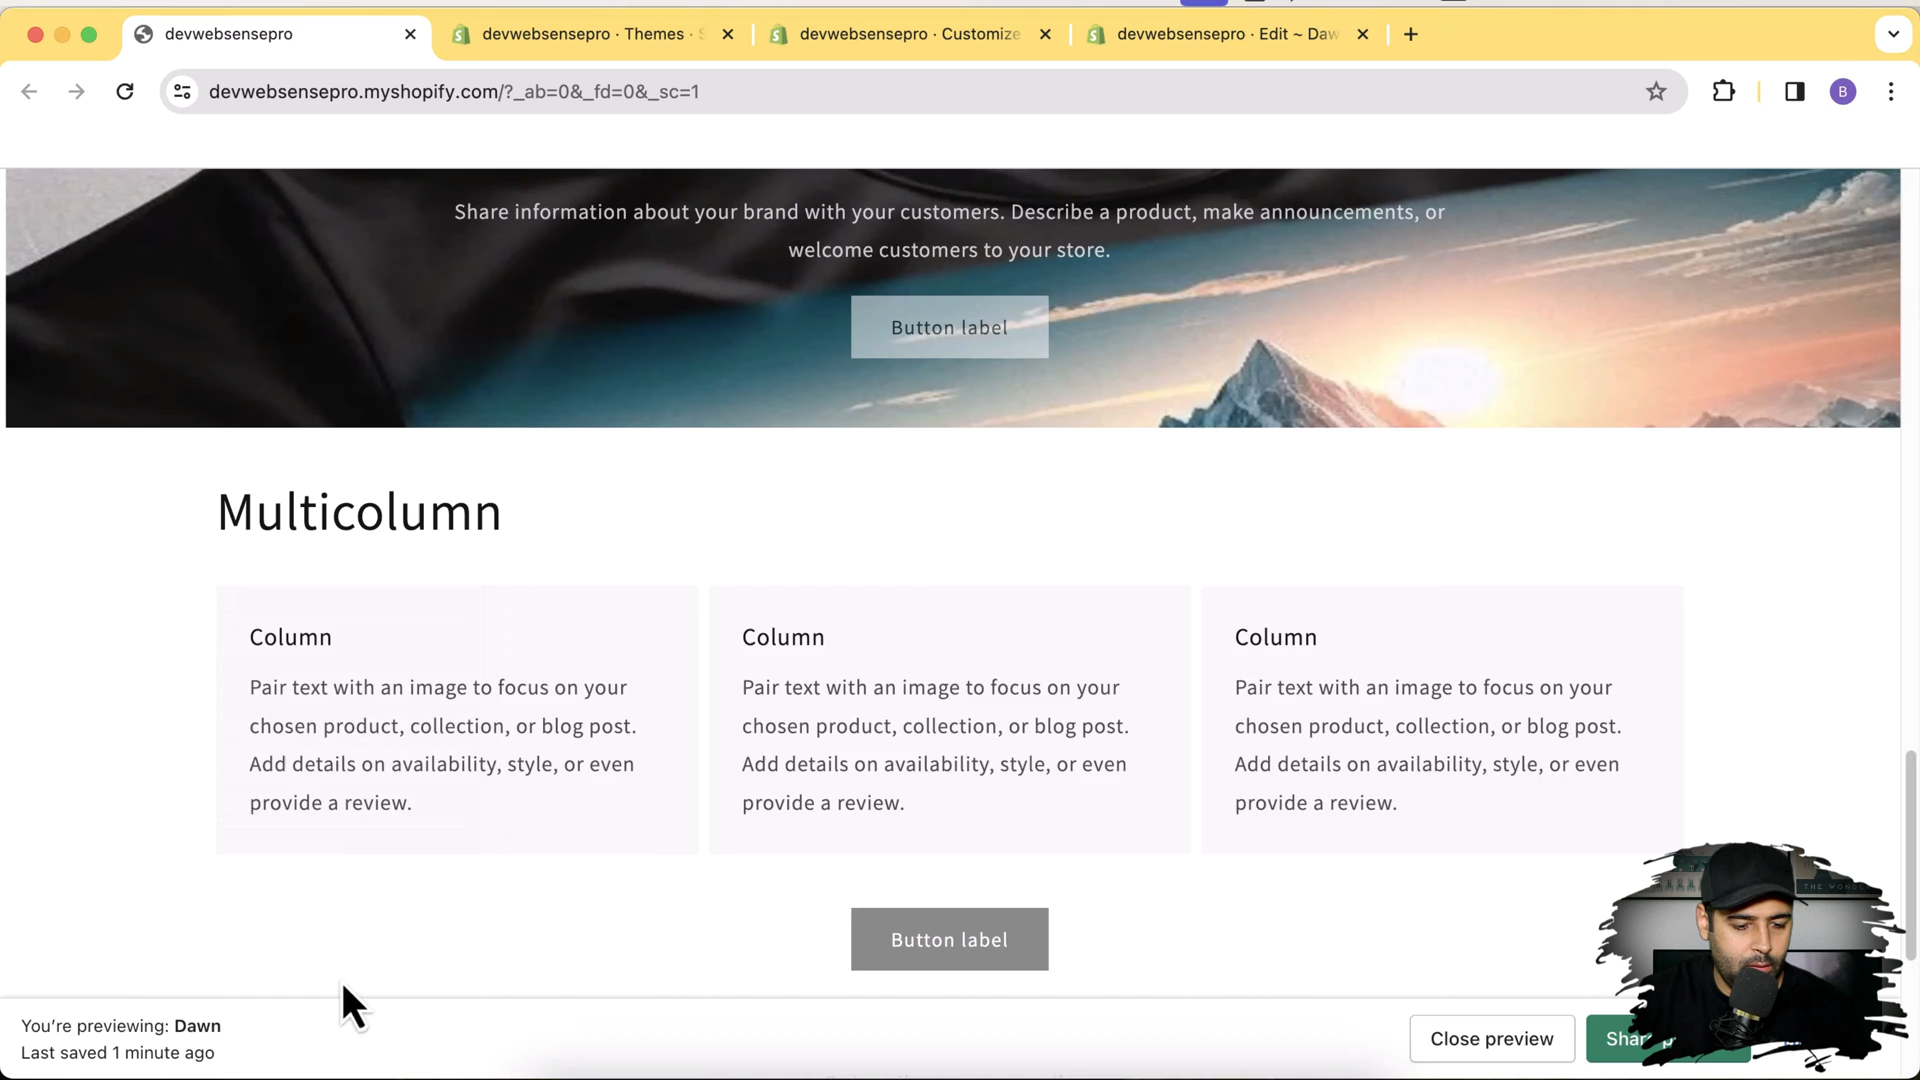 devwebsensepro
devwebsensepro · Themes ·
devwebsensepro · Customize
devwebsensepro · Edit ~ Daw
devwebsensepro.myshopify.com/?_ab=0&_fd=0&_sc=1
B
Share information about your brand with your customers. Describe a product, make announcements, or
welcome customers to your store.
Button label
Multicolumn
Column
Pair text with an image to focus on your
chosen product, collection, or blog post.
Add details on availability, style, or even
provide a review.
Column
Pair text with an image to focus on your
chosen product, collection, or blog post.
Add details on availability, style, or even
provide a review.
Column
Pair text with an image to focus on your
chosen product, collection, or blog post.
Add details on availability, style, or even
provide a review.
Button label
You're previewing: Dawn
Last saved 1 minute ago
Close preview